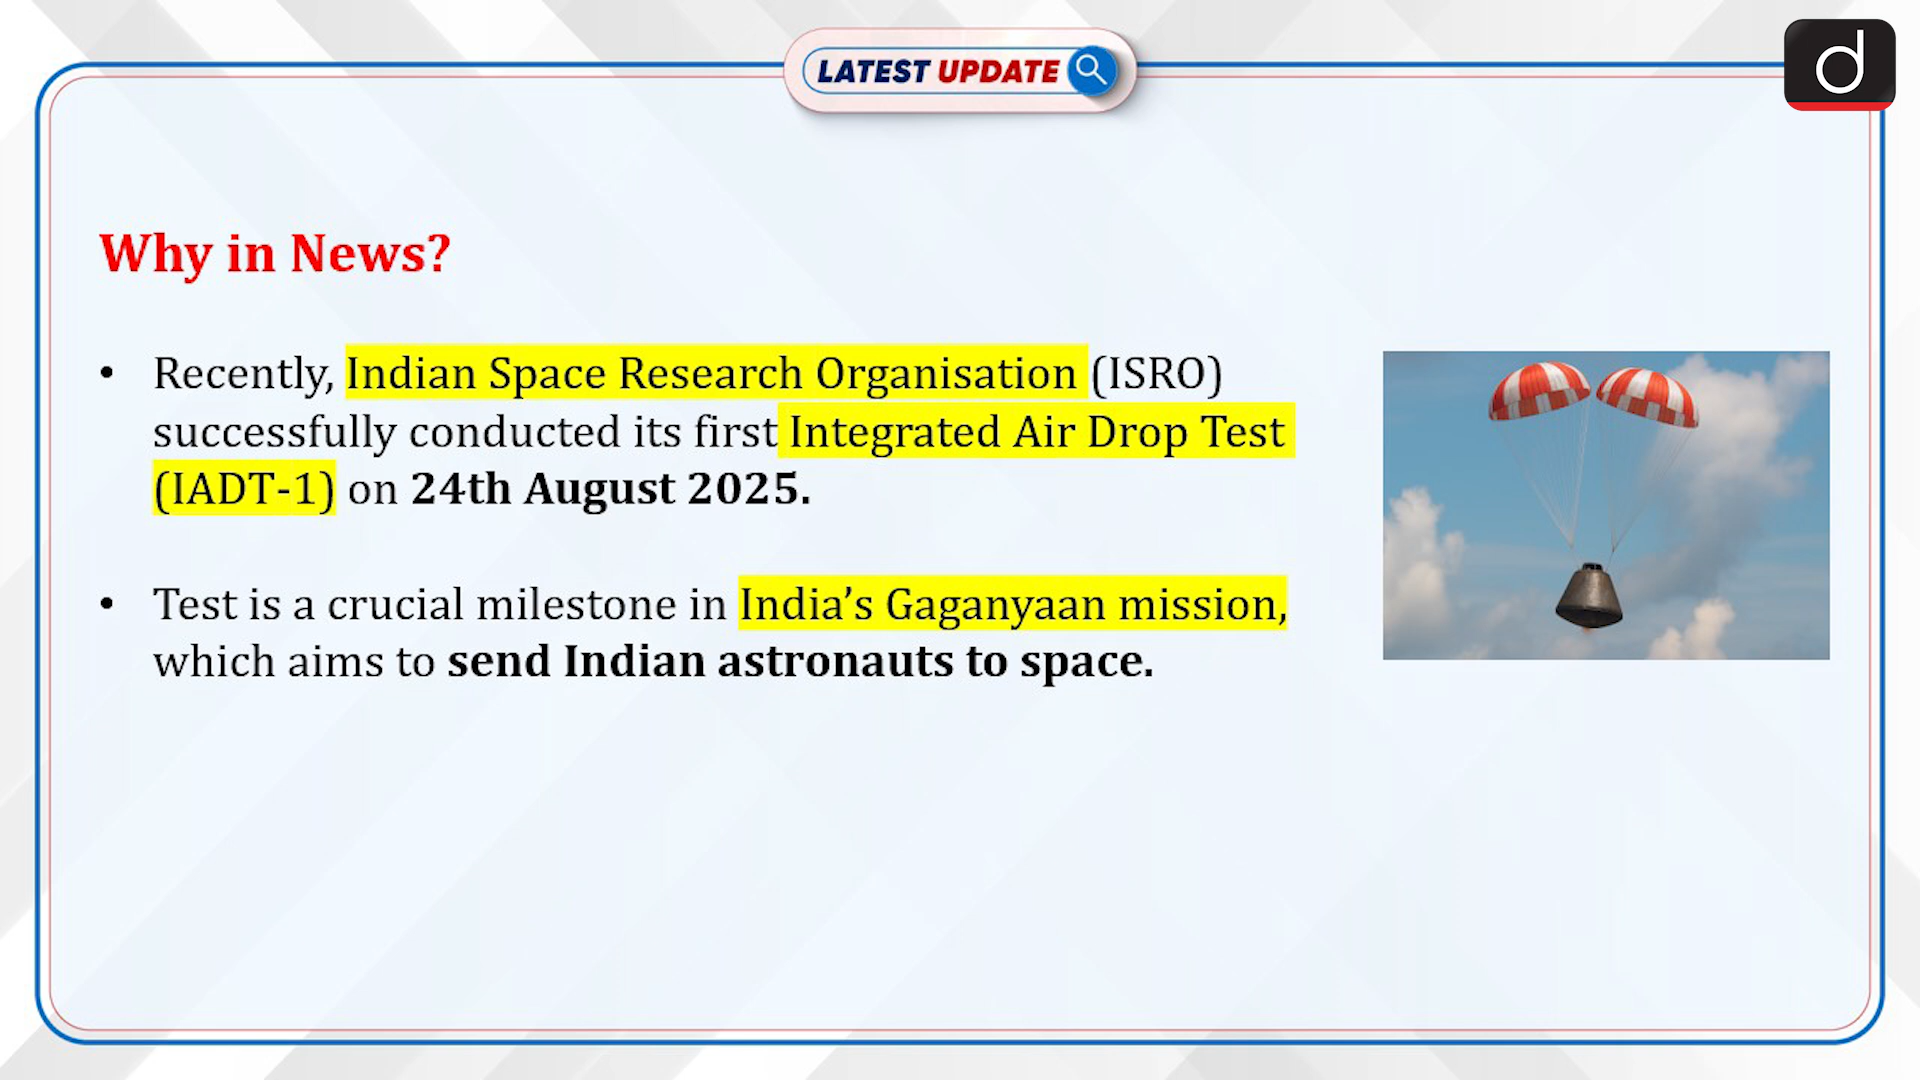 LATEST UPDATE
d
Why in News?
• Recently, Indian Space Research Organisation (ISRO)
successfully conducted its first Integrated Air Drop Test
(IADT-1) on 24th August 2025.
• Test is a crucial milestone in India’s Gaganyaan mission,
which aims to send Indian astronauts to space.